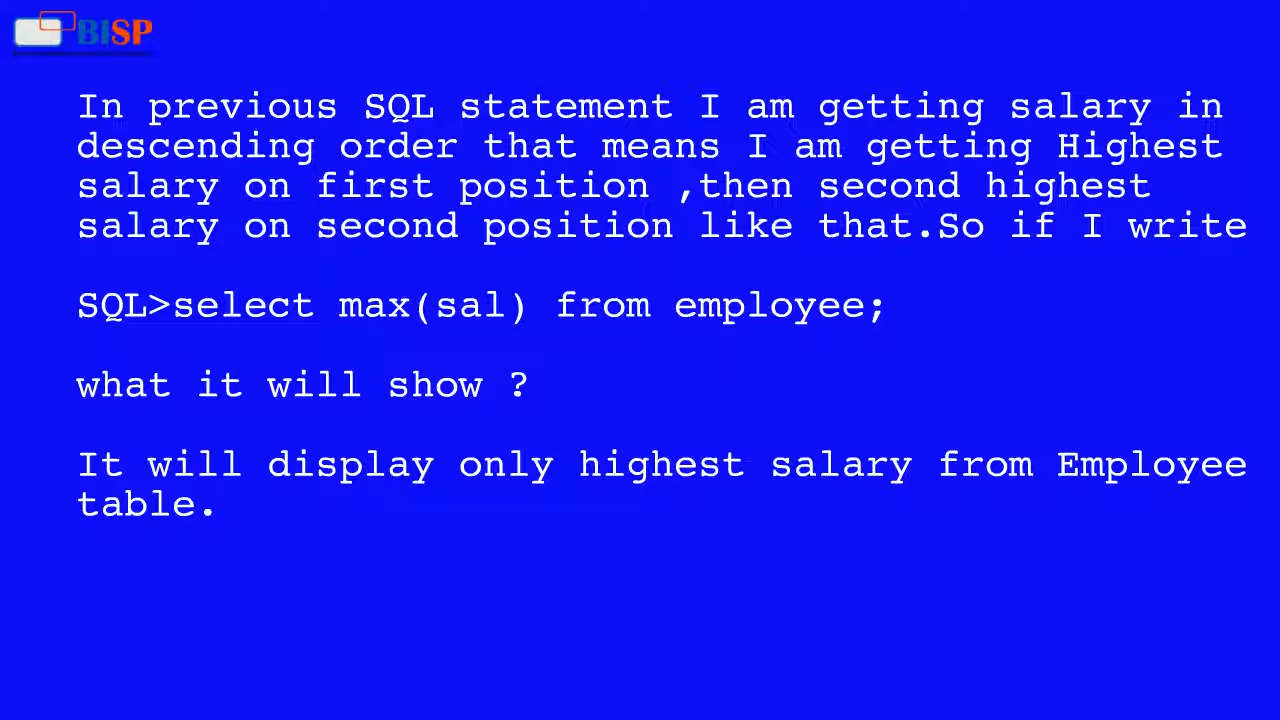 BISP
In previous SQL statement I am getting salary in
descending order that means I am getting Highest
salary on first position ,then second highest
salary on second position like that.So if I write
SQL>select max(sal) from employee;
what it will show ?
It will display only highest salary from Employee
table.